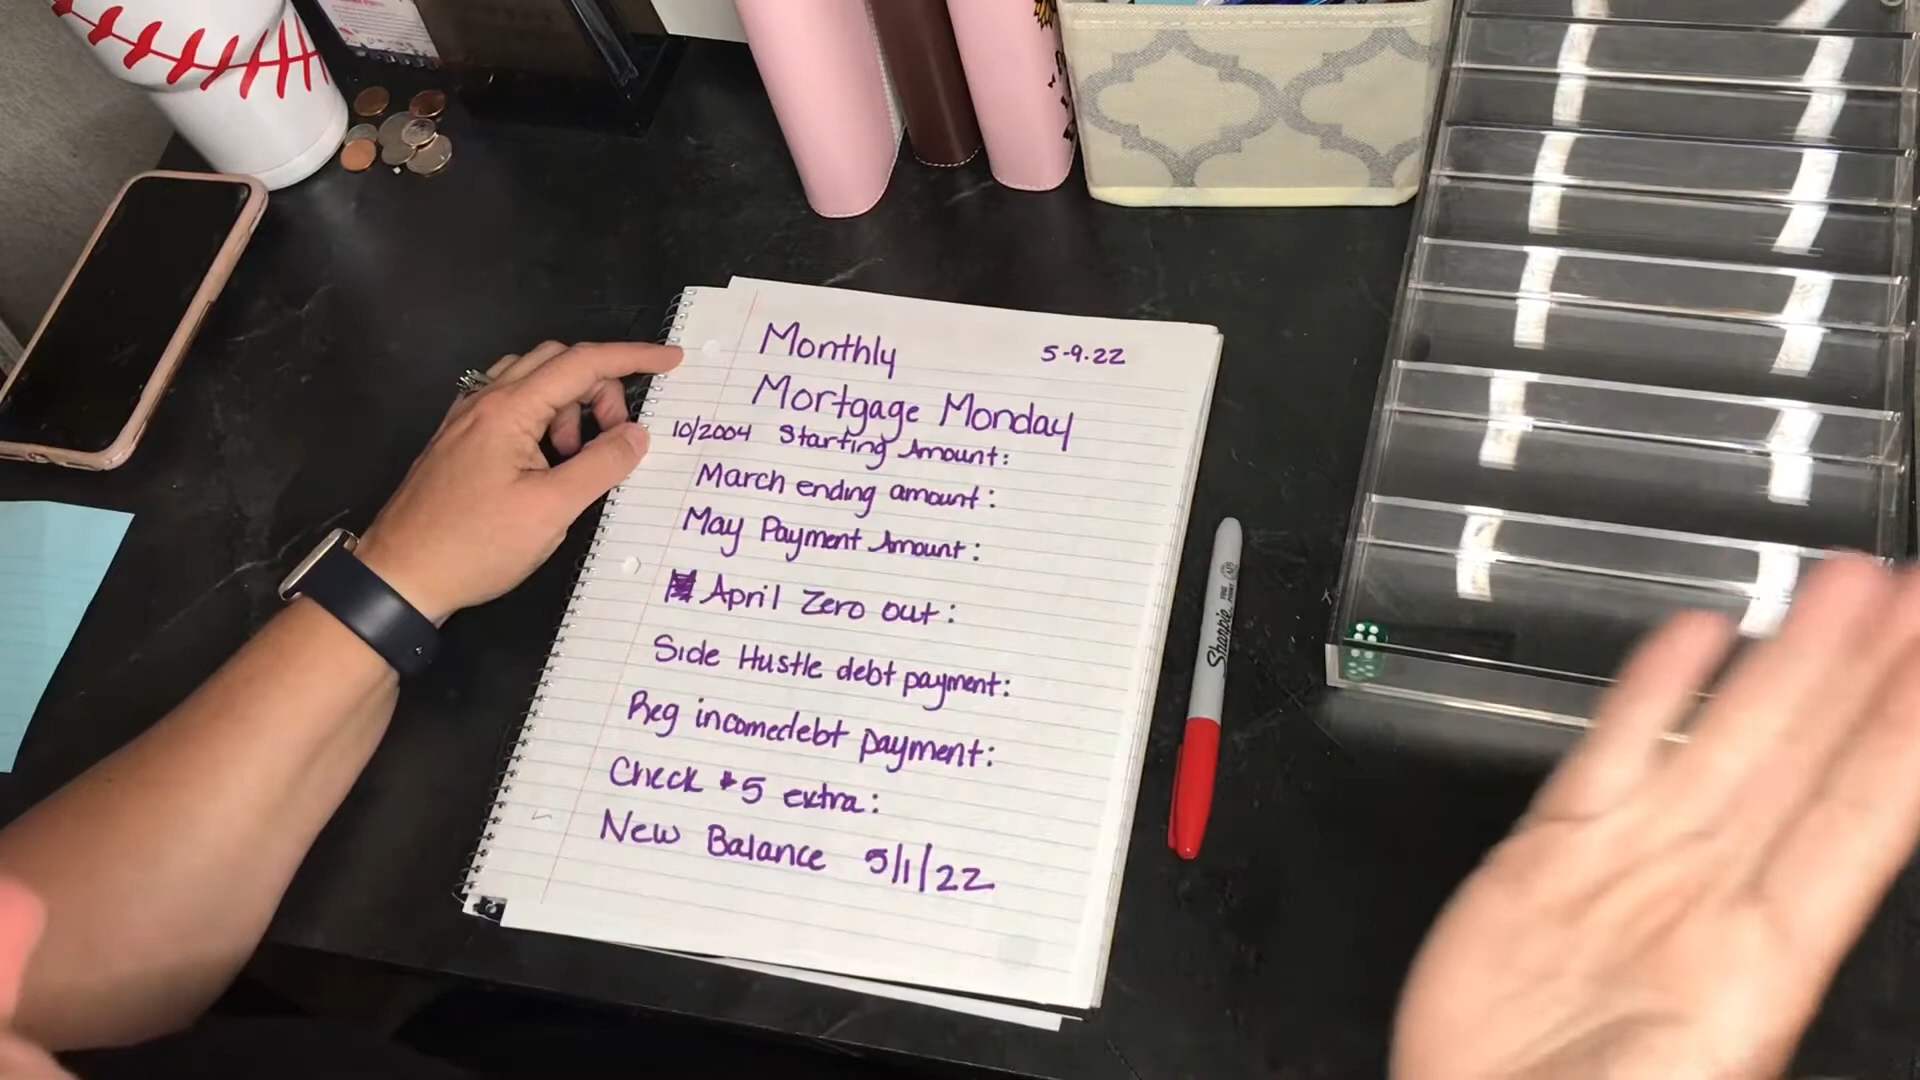 Monthly 5-9.22
Mortgage Monday
10/2004 Starting Amount:
March ending amount:
May Payment Amount:
April Zero out:
Side Hustle debt payment:
Reg incomedebt payment:
Check #5 extra:
New Balance 5/1/22
Sharpie